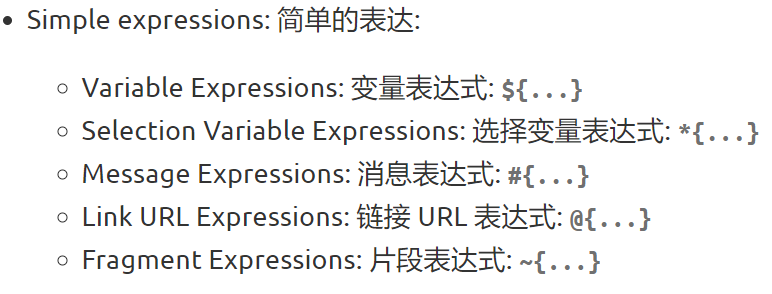 Simple expressions: 简单的表达:
Variable Expressions: 变量表达式: ${...}
Selection Variable Expressions: 选择变量表达式: *{...}
Message Expressions: 消息表达式: #{...}
Link URL Expressions: 链接 URL 表达式: @{...}
Fragment Expressions: 片段表达式: ~{...}